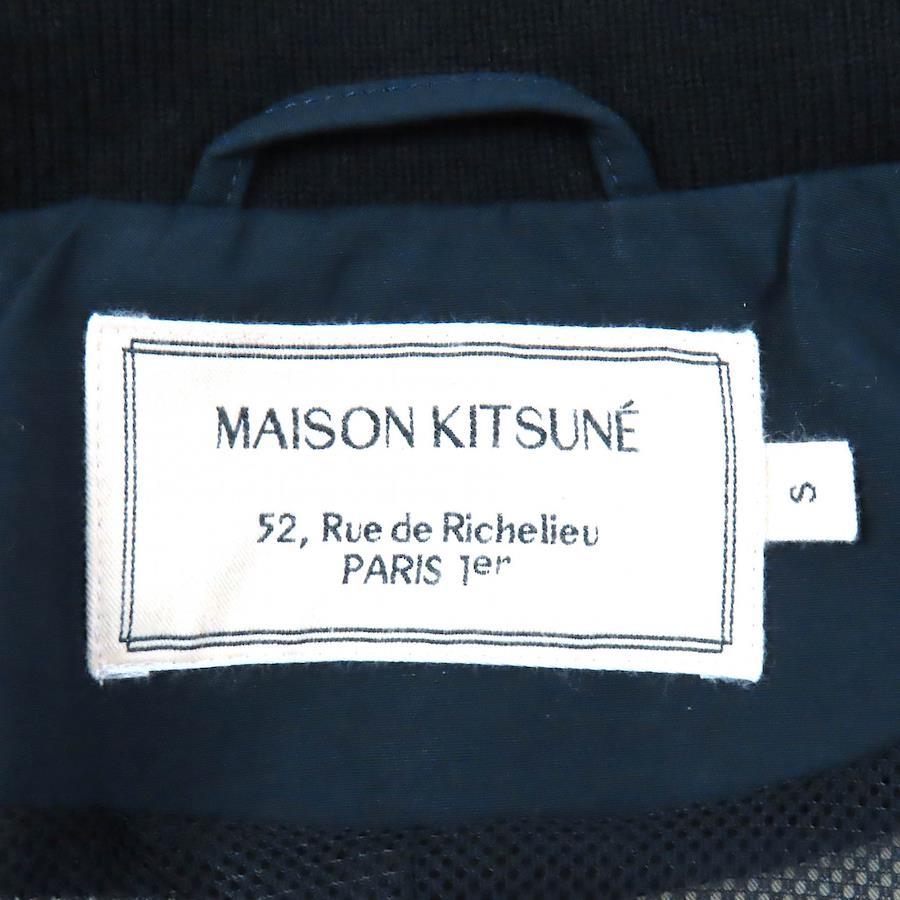 MAISON KITSUNÉ
52, Rue de Richelieu
PARIS 1er
S